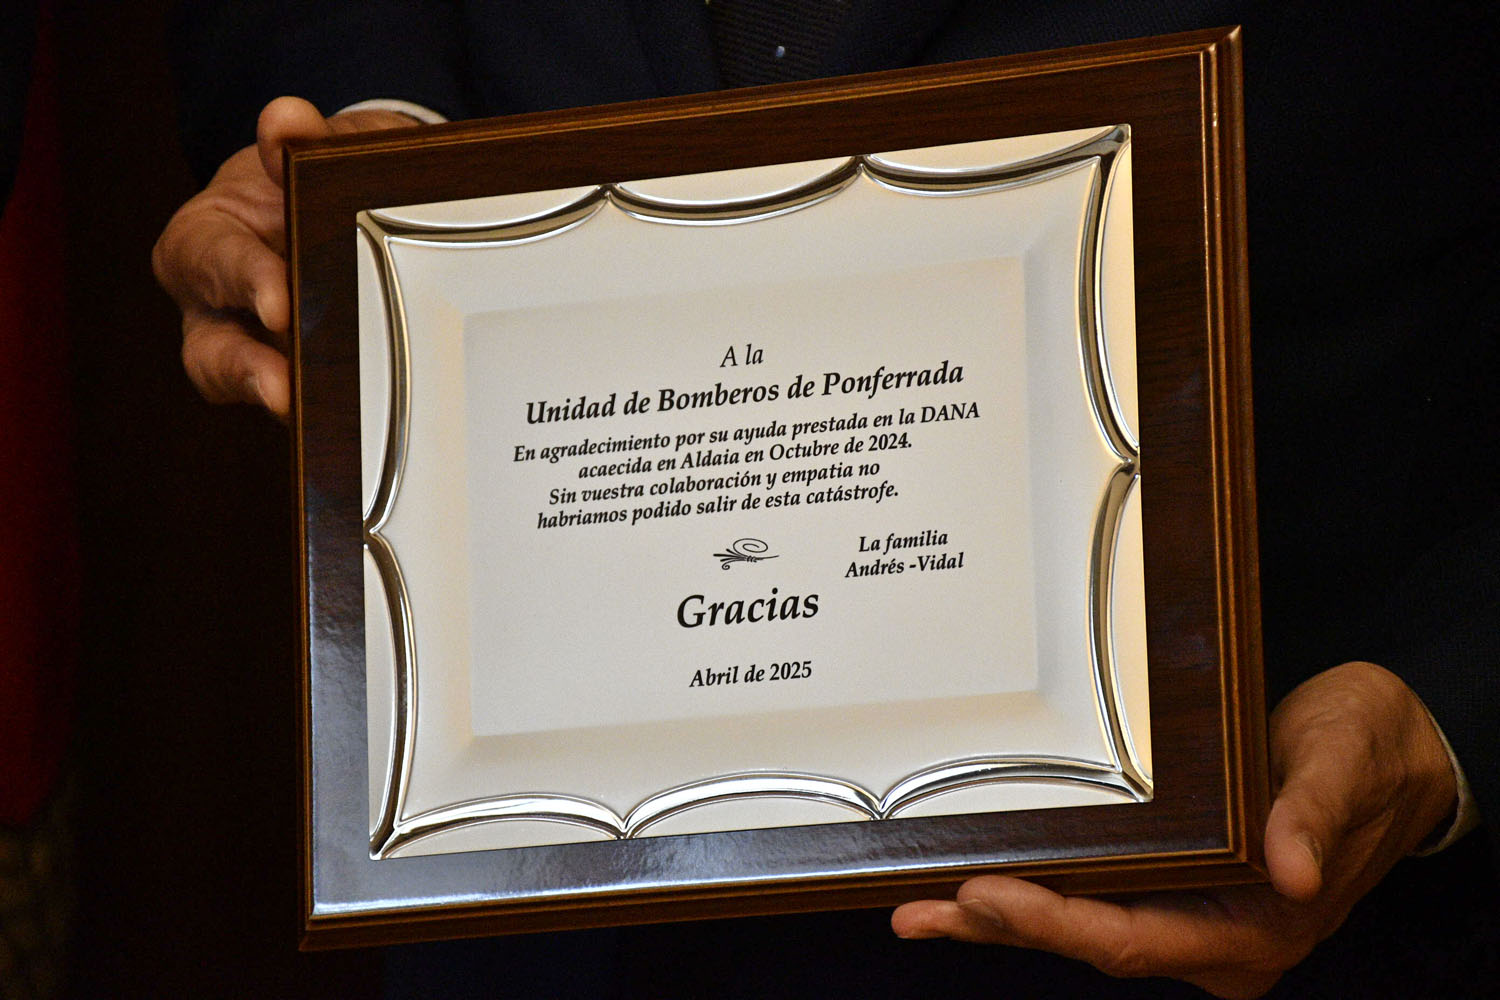 A la
Unidad de Bomberos de Ponferrada
En agradecimiento por su ayuda prestada en la DANA
acaecida en Aldaia en Octubre de 2024.
Sin vuestra colaboración y empatia no
habriamos podido salir de esta catástrofe.
La familia
Andrés -Vidal
Gracias
Abril de 2025